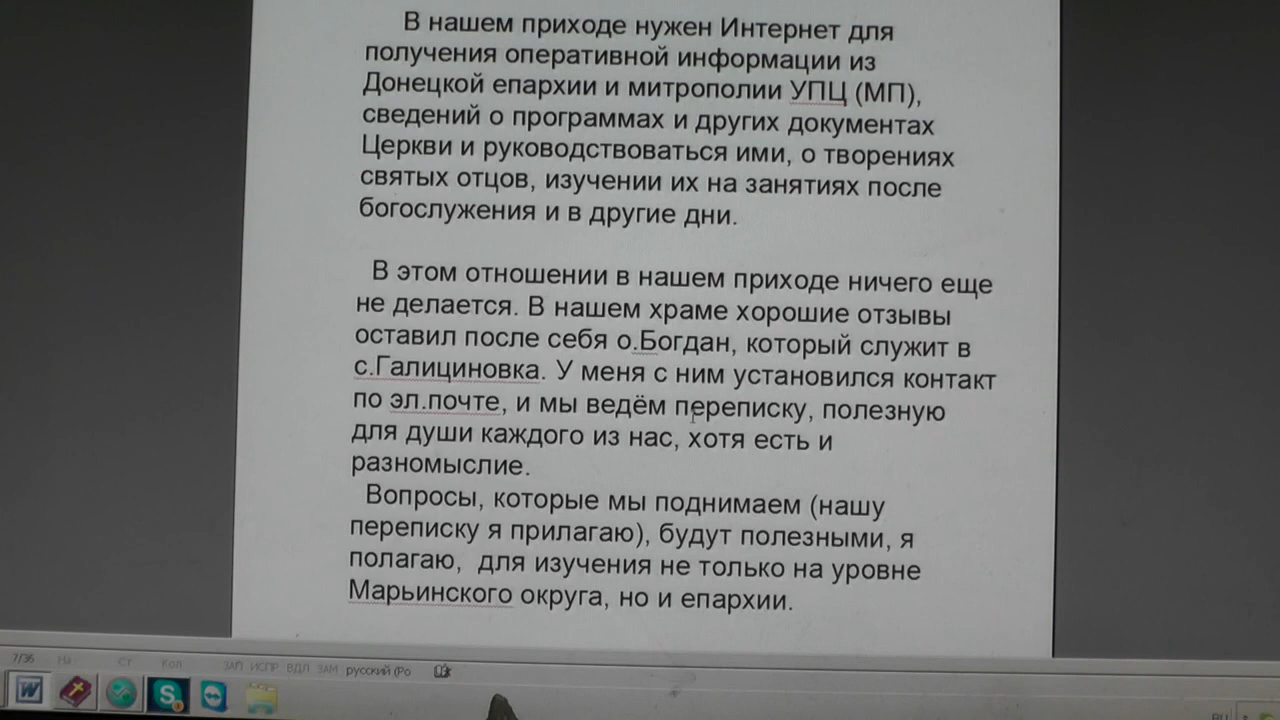 В нашем приходе нужен Интернет для
получения оперативной информации из
Донецкой епархии и митрополии УПЦ (МП),
сведений о программах и других документах
Церкви и руководствоваться ими, о творениях
святых отцов, изучении их на занятиях после
богослужения и в другие дни.
В этом отношении в нашем приходе ничего еще
не делается. В нашем храме хорошие отзывы
оставил после себя о.Богдан, который служит в
с.Галициновка. У меня с ним установился контакт
по эл.почте, и мы ведём переписку, полезную
для души каждого из нас, хотя есть и
разномыслие.
Вопросы, которые мы поднимаем (нашу
переписку я прилагаю), будут полезными, я
полагаю, для изучения не только на уровне
Марьинского округа, но и епархии.
7/36 На Ст Кол ЗАП ИСПР ВДЛ ЗАМ русский (Ро
W S
RU